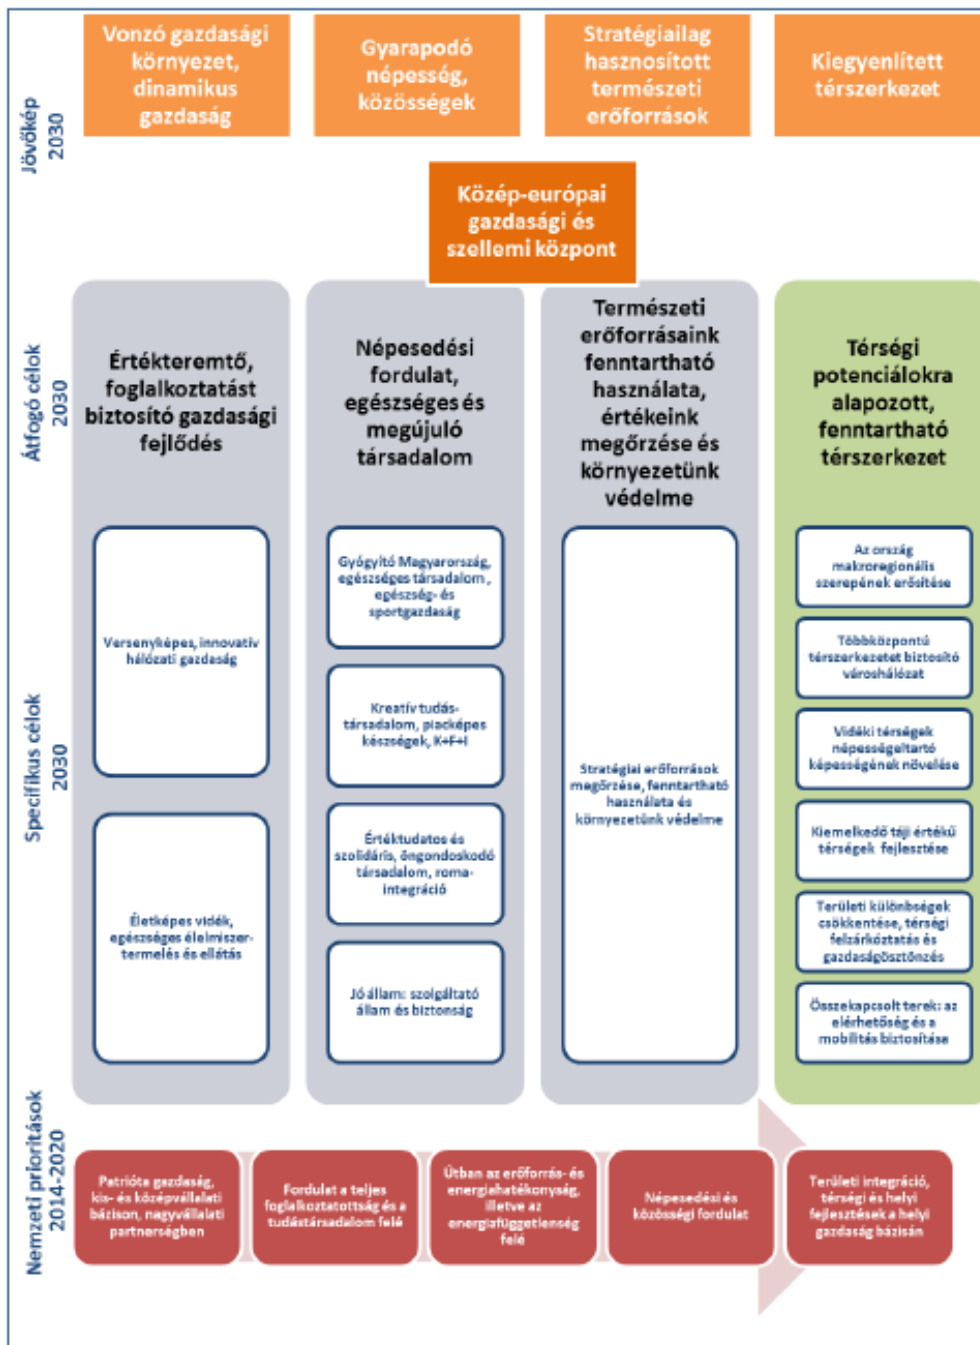 Jövőkép
2030
Vonzó gazdasági
környezet,
dinamikus
gazdaság
Gyarapodó
népesség,
közösségek
Stratégiailag
hasznosított
természeti
erőforrások
Kiegyenlített
térszerkezet
Közép-európai
gazdasági és
szellemi központ
Átfogó célok
2030
Értékteremtő,
foglalkoztatást
biztosító gazdasági
fejlődés
Népesedési
fordulat,
egészséges és
megújuló
társadalom
Természeti
erőforrásaink
fenntartható
használata,
értékeink
megőrzése és
környezetünk
védelme
Térségi
potenciálokra
alapozott,
fenntartható
térszerkezet
Specifikus célok
2030
Versenyképes, innovatív
hálózati gazdaság
Életképes vidék,
egészséges élelmiszer-
termelés és ellátás
Gyógyító Magyarország,
egészséges társadalom ,
egészség- és
sportgazdaság
Kreatív tudás-
társadalom, piacképes
készségek, K+F+I
Értéktudatos és
szolidáris, öngondoskodó
társadalom, roma-
integráció
Jó állam: szolgáltató
állam és biztonság
Stratégiai erőforrások
megőrzése, fenntartható
használata és
környezetünk védelme
Az ország
makroregionális
szerepének erősítése
Többközpontú
térszerkezetet biztosító
városhálózat
Vidéki térségek
népességeltartó
képességének növelése
Kiemelkedő táji értékű
térségek fejlesztése
Területi különbségek
csökkentése, térségi
felzárkóztatás és
gazdaságösztönzés
Összekapcsolt terek: az
elérhetőség és a
mobilitás biztosítása
Nemzeti prioritások
2014-2020
Patrióta gazdaság,
kis- és középvállalati
bázison, nagyvállalati
partnerségben
Fordulat a teljes
foglalkoztatottság és a
tudástársadalom felé
Útban az erőforrás- és
energiahatékonyság,
illetve az
energiafüggetlenség
felé
Népesedési és
közösségi fordulat
Területi integráció,
térségi és helyi
fejlesztések a helyi
gazdaság bázisán